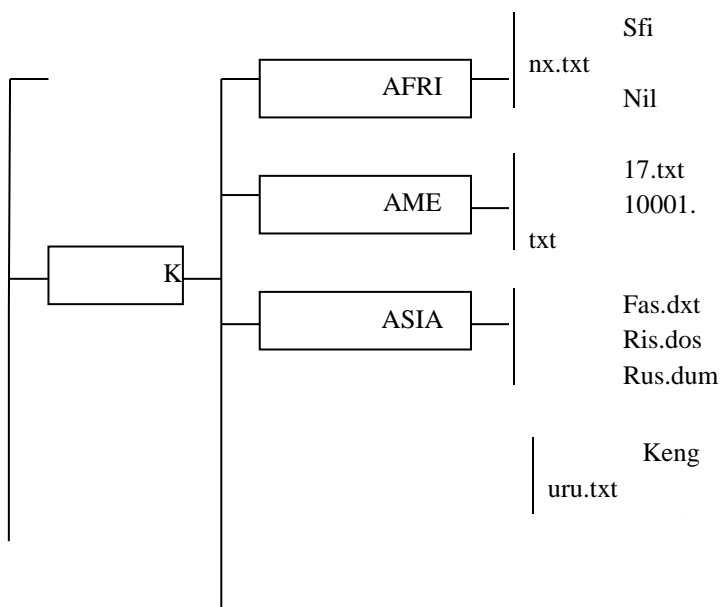 Sfi
nx.txt
AFRI
Nil
17.txt
AME
10001.
txt
K
Fas.dxt
ASIA
Ris.dos
Rus.dum
Keng
uru.txt